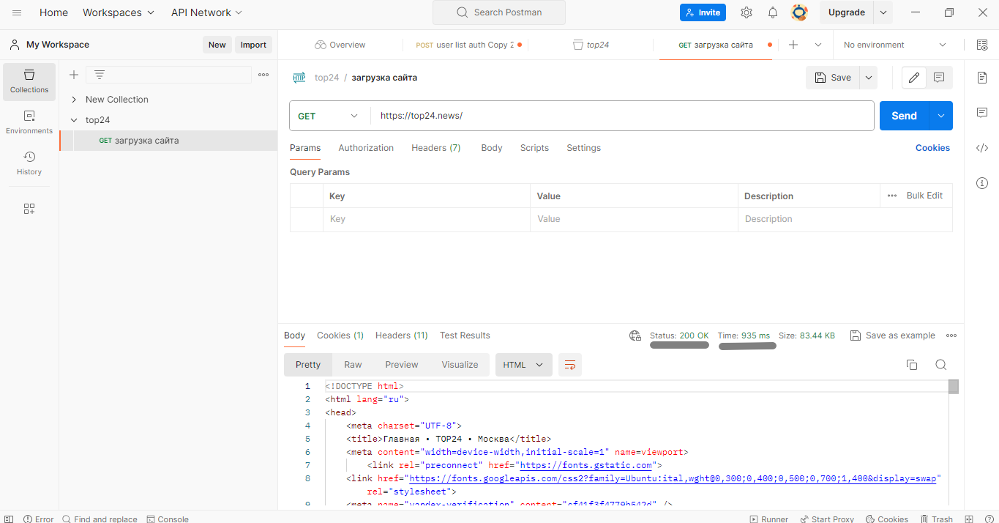 Home Workspaces API Network Search Postman Invite Upgrade
My Workspace New Import Overview POST user list auth Copy 2 top24 GET загрузка сайта No environment
Collections
Environments
History
New Collection
top24
GET загрузка сайта
HTTP top24 / загрузка сайта Save
GET https://top24.news/ Send
Params Authorization Headers (7) Body Scripts Settings Cookies
Query Params
Key Value Description Bulk Edit
Key Value Description
Body Cookies (1) Headers (11) Test Results Status: 200 OK Time: 935 ms Size: 83.44 KB Save as example
Pretty Raw Preview Visualize HTML
1 <!DOCTYPE html>
2 <html lang="ru">
3 <head>
4 <meta charset="UTF-8">
5 <title>Главная • TOP24 • Москва</title>
6 <meta content="width=device-width,initial-scale=1" name=viewport>
7 <link rel="preconnect" href="https://fonts.gstatic.com">
8 <link href="https://fonts.googleapis.com/css2?family=Ubuntu:ital,wght@0,300;0,400;0,500;0,700;1,400&display=swap"
rel="stylesheet">
9 <meta name="yandex-verification" content="cf41f3f4779b542d" />
Error Find and replace Console Runner Start Proxy Cookies Trash